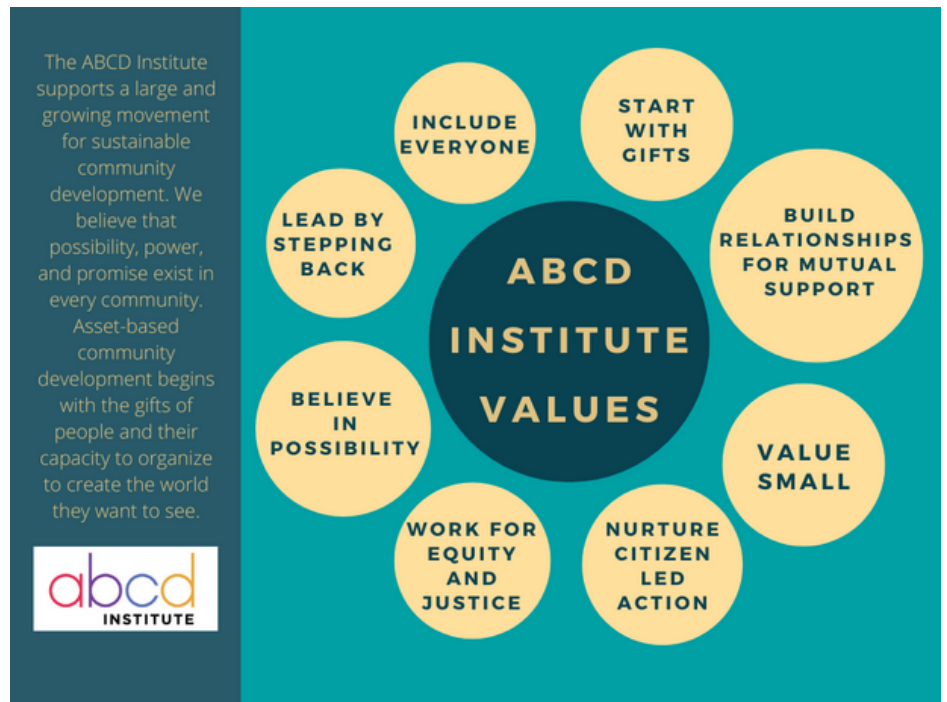 The ABCD Institute
supports a large and
growing movement
for sustainable
community
development. We
believe that
possibility, power,
and promise exist in
every community.
Asset-based
community
development begins
with the gifts of
people and their
capacity to organize
to create the world
they want to see.
abcd
INSTITUTE
ABCD
INSTITUTE
VALUES
START
WITH
GIFTS
BUILD
RELATIONSHIPS
FOR MUTUAL
SUPPORT
VALUE
SMALL
NURTURE
CITIZEN
LED
ACTION
WORK FOR
EQUITY
AND
JUSTICE
BELIEVE
IN
POSSIBILITY
LEAD BY
STEPPING
BACK
INCLUDE
EVERYONE